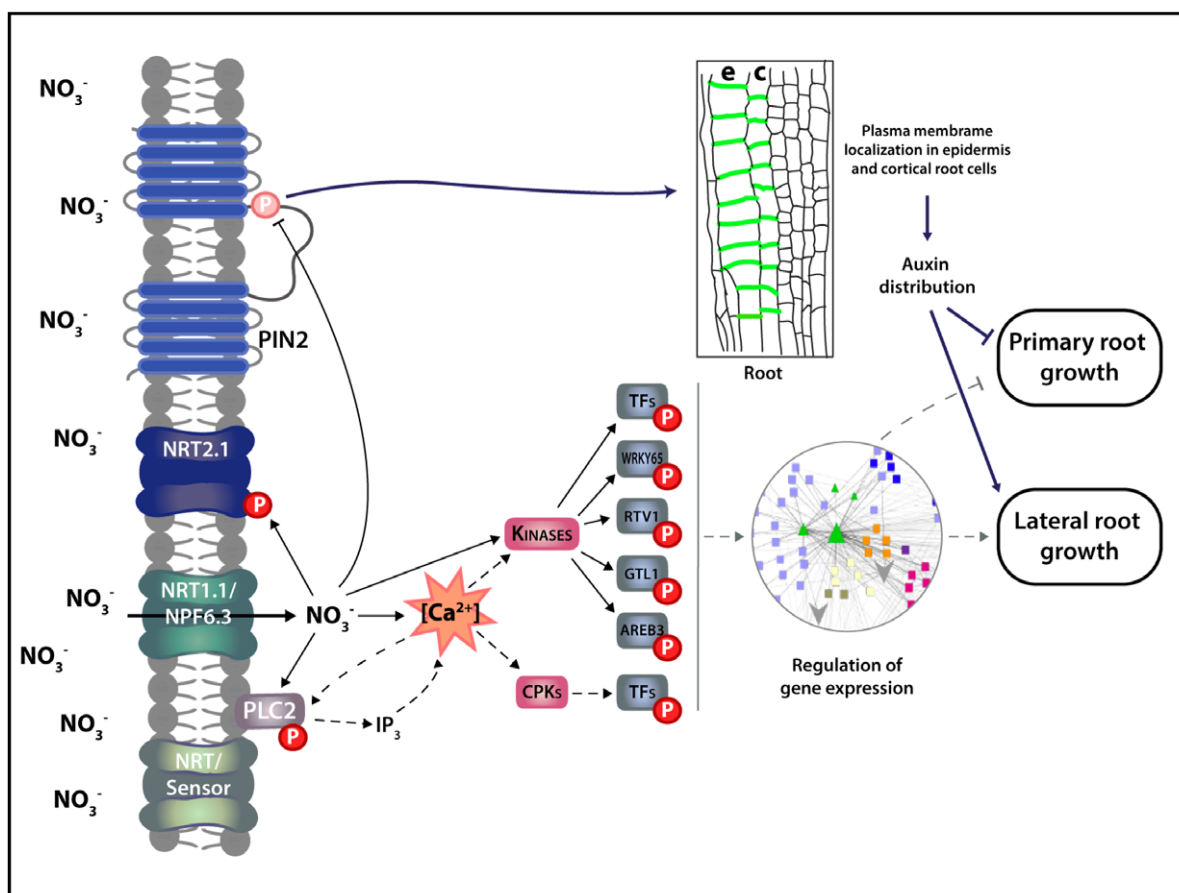 NO₃⁻
NO₃⁻
NO₃⁻
NO₃⁻
NO₃⁻
NO₃⁻
NO₃⁻
NO₃⁻
P
PIN2
NRT2.1
P
NRT1.1/
NPF6.3
NO₃⁻
PLC2
P
IP₃
NRT/
Sensor
[Ca²⁺]
KINASES
CPKs
TFs
P
WRKY65
P
RTV1
P
GTL1
P
AREB3
P
TFs
P
e c
Root
Plasma membrame
localization in epidermis
and cortical root cells
Auxin
distribution
Primary root
growth
Lateral root
growth
Regulation of
gene expression